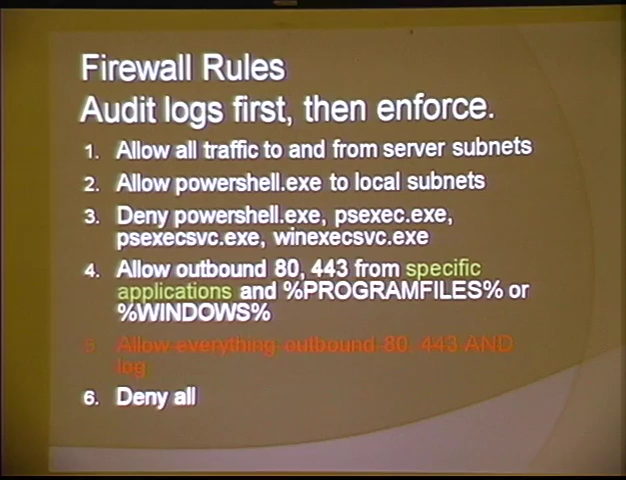 Firewall Rules
Audit logs first, then enforce.
1. Allow all traffic to and from server subnets
2. Allow powershell.exe to local subnets
3. Deny powershell.exe, psexec.exe,
psexecsvc.exe, winexecsvc.exe
4. Allow outbound 80, 443 from specific
applications and %PROGRAMFILES% or
%WINDOWS%
5. Allow everything outbound 80, 443 AND
log
6. Deny all